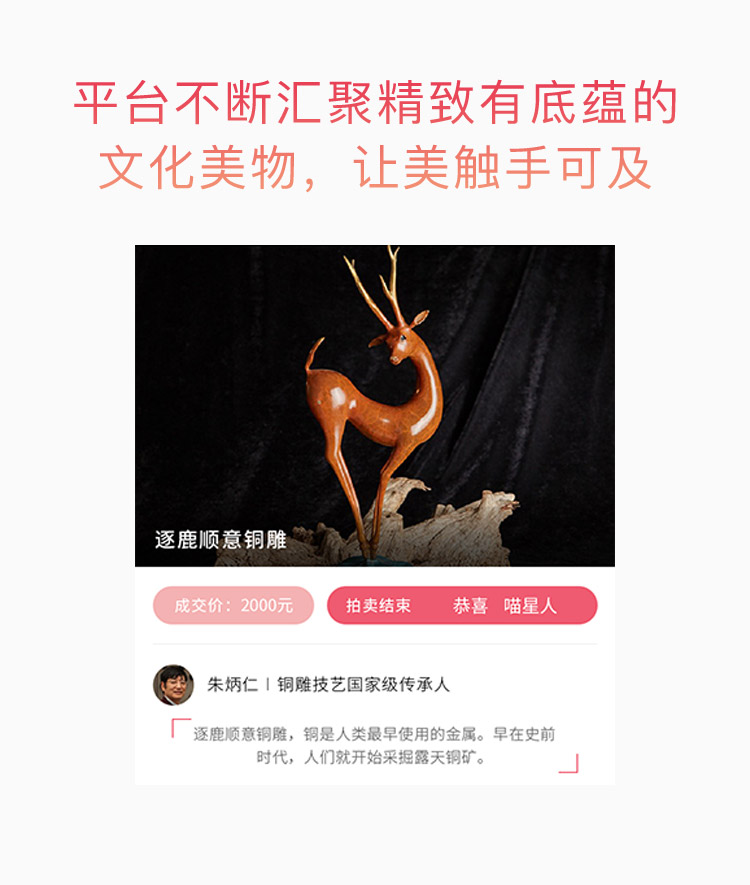 平台不断汇聚精致有底蕴的
文化美物，让美触手可及
逐鹿顺意铜雕
成交价：2000元
拍卖结束 恭喜 喵星人
朱炳仁 | 铜雕技艺国家级传承人
逐鹿顺意铜雕，铜是人类最早使用的金属。早在史前
时代，人们就开始采掘露天铜矿。